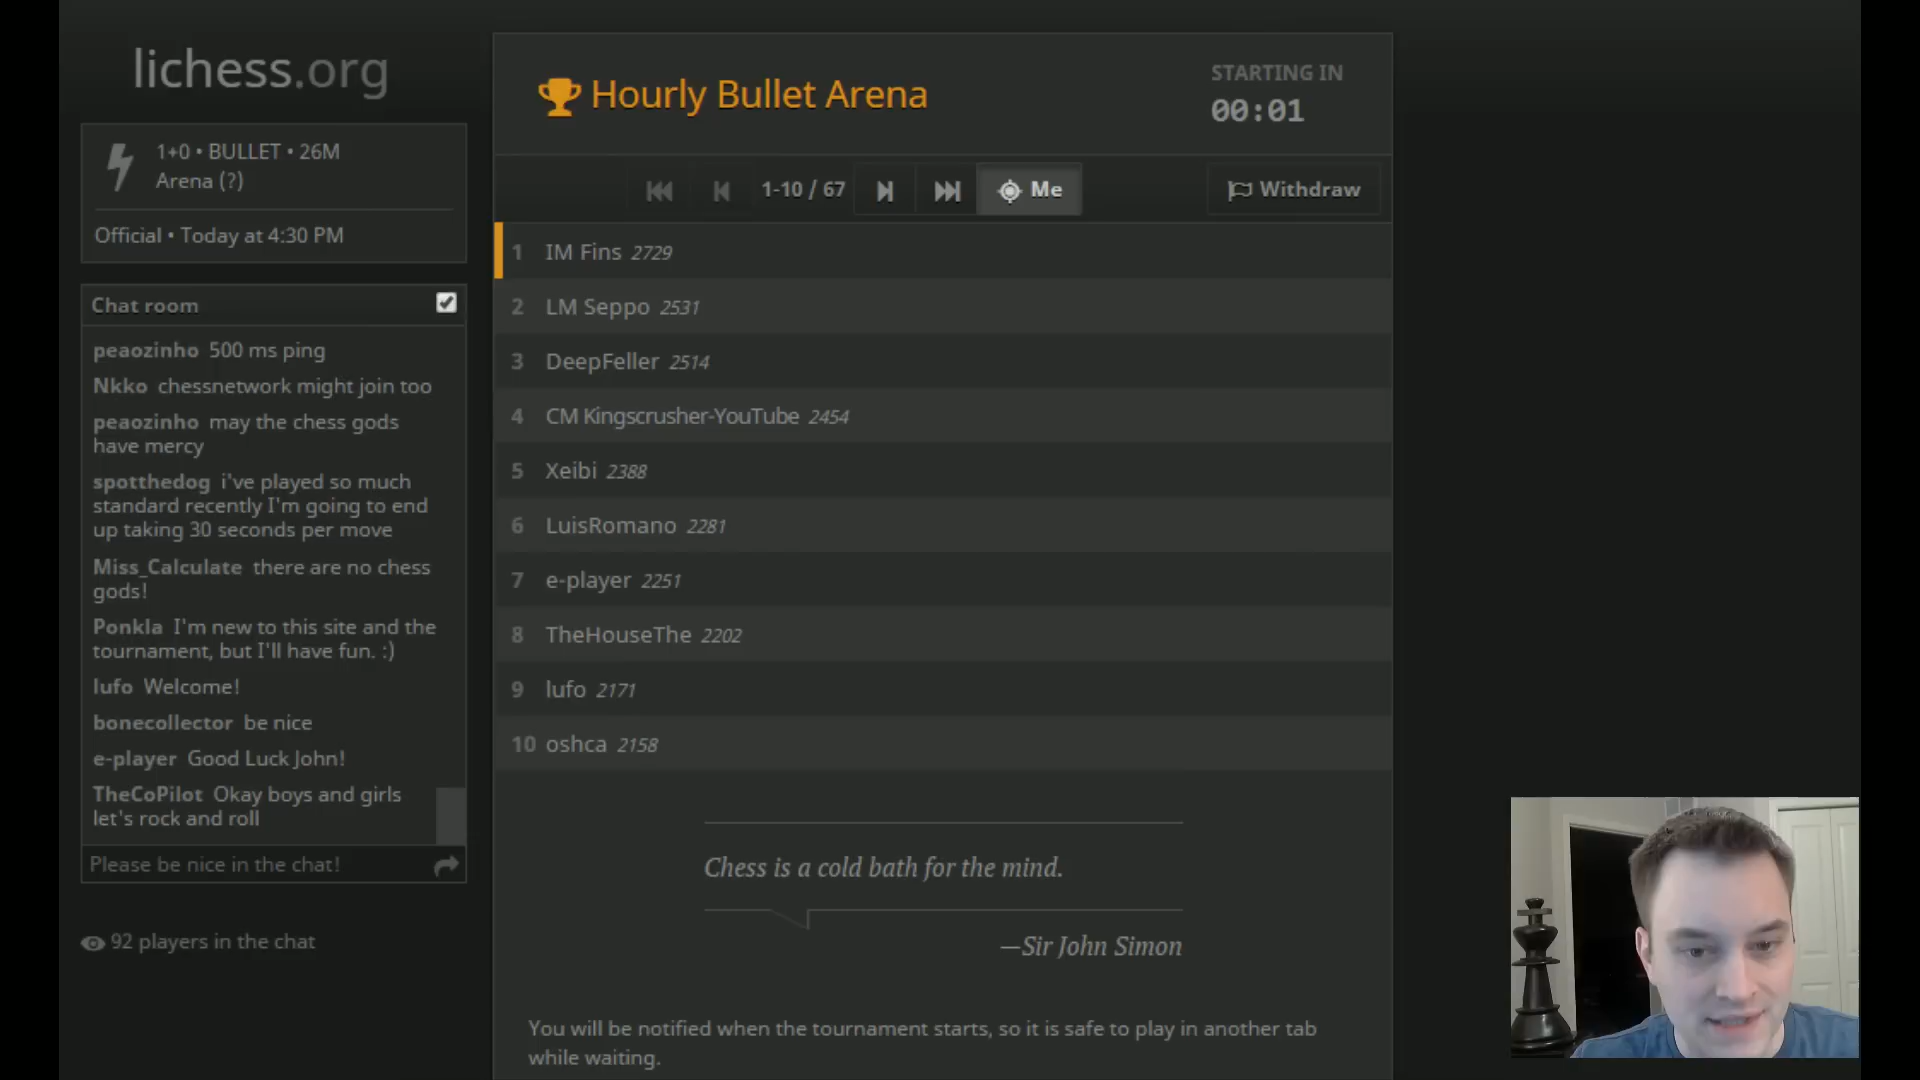 lichess.org
1+0 • BULLET • 26M
Arena (?)
Official • Today at 4:30 PM
Chat room
peaozinho 500 ms ping
Nkko chessnetwork might join too
peaozinho may the chess gods
have mercy
spotthedog i've played so much
standard recently I'm going to end
up taking 30 seconds per move
Miss_Calculate there are no chess
gods!
Ponkla I'm new to this site and the
tournament, but I'll have fun. :)
lufo Welcome!
bonecollector be nice
e-player Good Luck John!
TheCoPilot Okay boys and girls
let's rock and roll
Please be nice in the chat!
92 players in the chat
Hourly Bullet Arena
STARTING IN
00:01
1-10 / 67
Me
Withdraw
1 IM Fins 2729
2 LM Seppo 2531
3 DeepFeller 2514
4 CM Kingscrusher-YouTube 2454
5 Xeibi 2388
6 LuisRomano 2281
7 e-player 2251
8 TheHouseThe 2202
9 lufo 2171
10 oshca 2158
Chess is a cold bath for the mind.
—Sir John Simon
You will be notified when the tournament starts, so it is safe to play in another tab
while waiting.